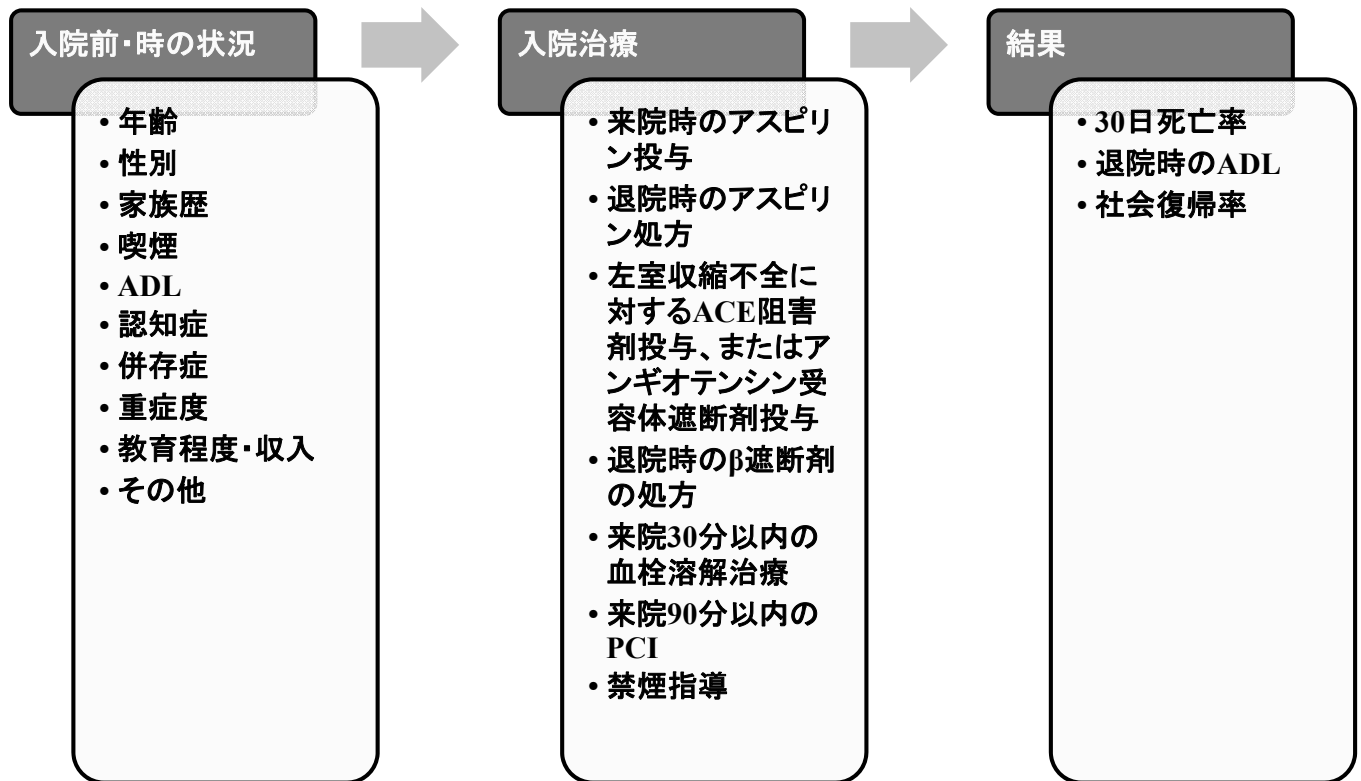 入院前・時の状況
・年齢
・性別
・家族歴
・喫煙
・ADL
・認知症
・併存症
・重症度
・教育程度・収入
・その他
入院治療
・来院時のアスピリ
ン投与
・退院時のアスピリ
ン処方
・左室収縮不全に
対するACE阻害
剤投与、またはア
ンギオテンシン受
容体遮断剤投与
・退院時のβ遮断剤
の処方
・来院30分以内の
血栓溶解治療
・来院90分以内の
PCI
・禁煙指導
結果
・30日死亡率
・退院時のADL
・社会復帰率